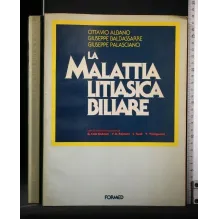 OTTAVIO ALBANO
GIUSEPPE BALDASSARRE
GIUSEPPE PALASCIANO
LA
MALATTIA
LITIASICA
BILIARE
FORMED